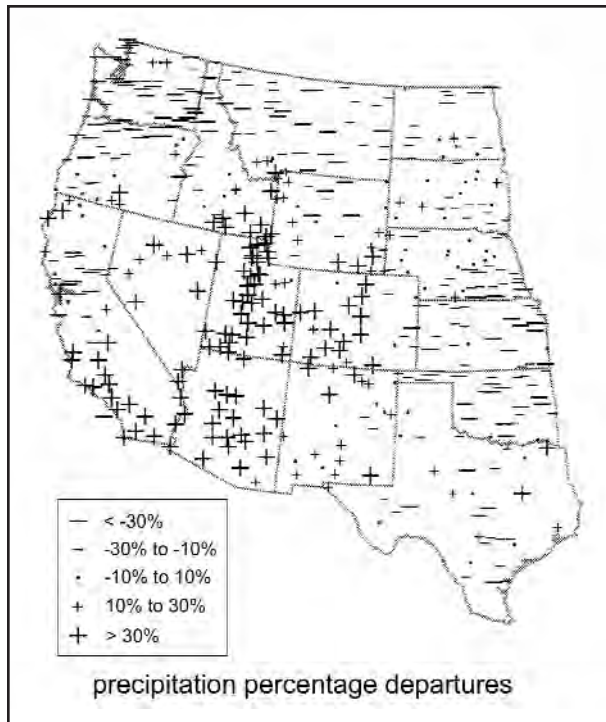 < -30%
-30% to -10%
-10% to 10%
10% to 30%
> 30%
precipitation percentage departures